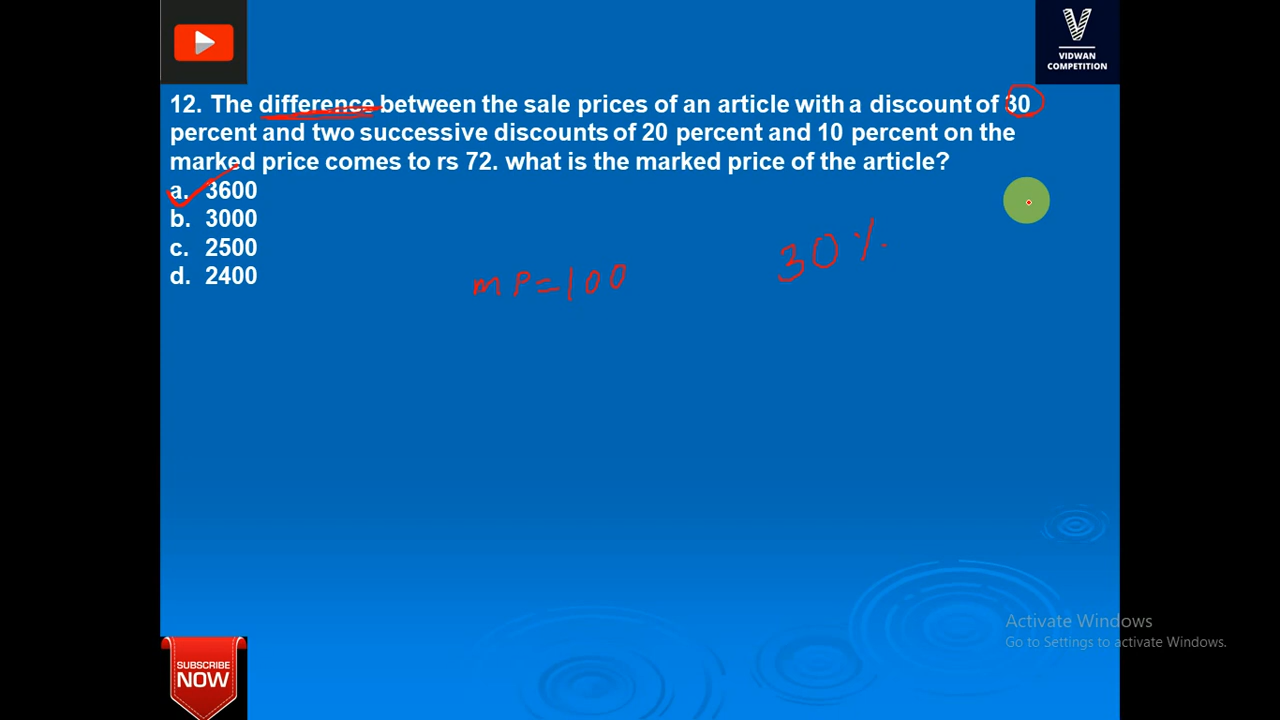 VIDWAN
COMPETITION
12. The difference between the sale prices of an article with a discount of 30
percent and two successive discounts of 20 percent and 10 percent on the
marked price comes to rs 72. what is the marked price of the article?
a. 3600
b. 3000
c. 2500
d. 2400
30%
MP=100
Activate Windows
Go to Settings to activate Windows.
SUBSCRIBE
NOW